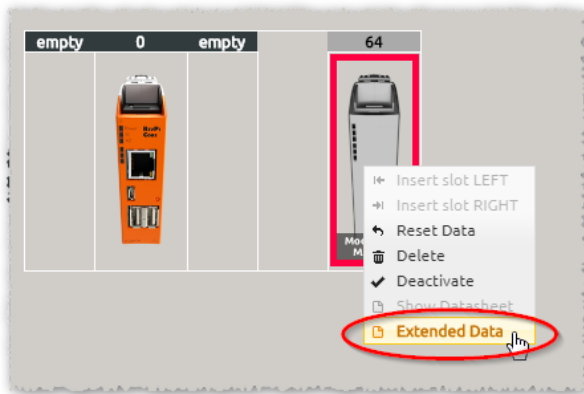 empty 0 empty 64
Insert slot LEFT
Insert slot RIGHT
Reset Data
Delete
Deactivate
Show Datasheet
Extended Data